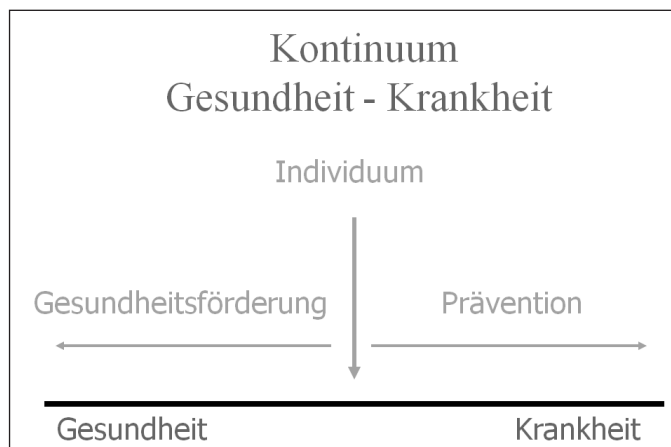 Kontinuum
Gesundheit - Krankheit
Individuum
Gesundheitsförderung
Prävention
Gesundheit
Krankheit